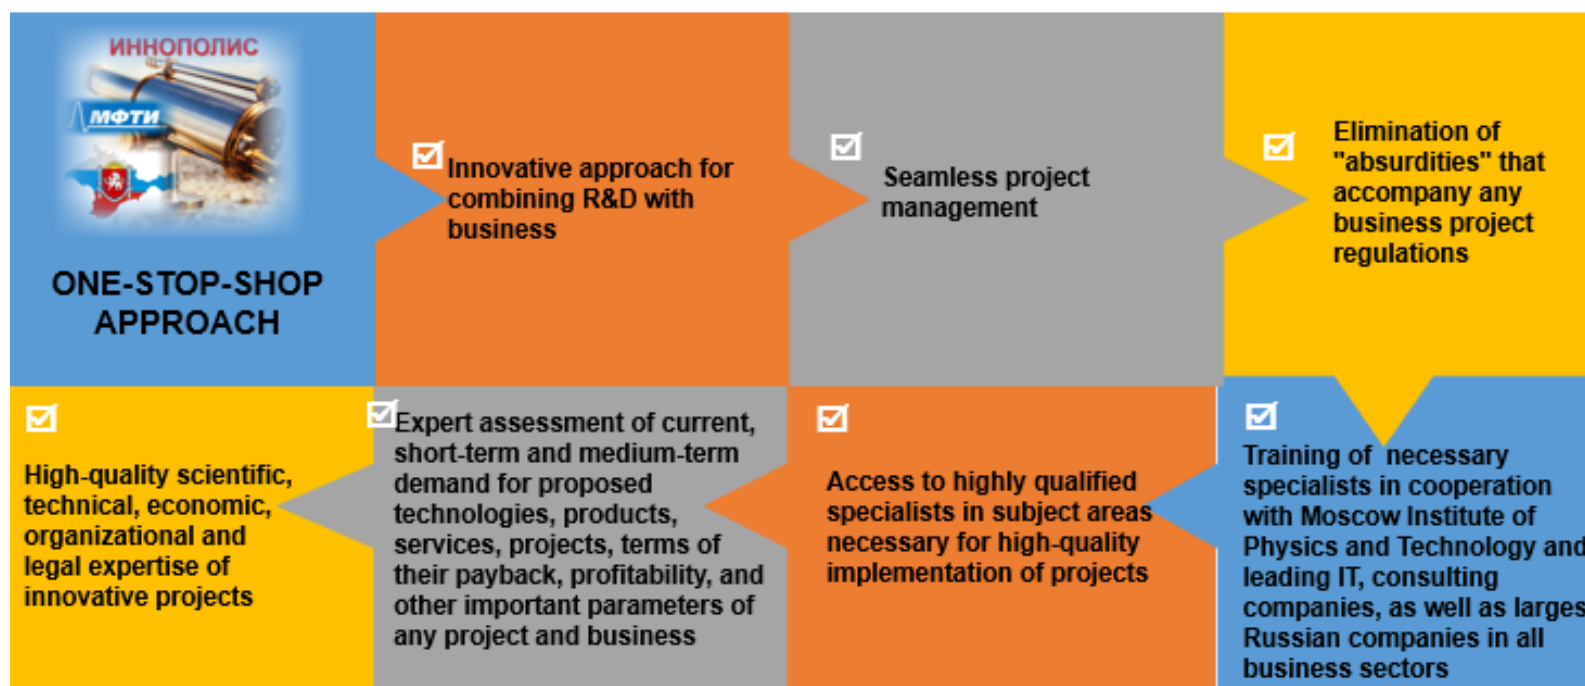 ИННОПОЛИС
МФТИ
ONE-STOP-SHOP
APPROACH
Innovative approach for
combining R&D with
business
Seamless project
management
Elimination of
"absurdities" that
accompany any
business project
regulations
Training of necessary
specialists in cooperation
with Moscow Institute of
Physics and Technology and
leading IT, consulting
companies, as well as larges
Russian companies in all
business sectors
Access to highly qualified
specialists in subject areas
necessary for high-quality
implementation of projects
Expert assessment of current,
short-term and medium-term
demand for proposed
technologies, products,
services, projects, terms of
their payback, profitability, and
other important parameters of
any project and business
High-quality scientific,
technical, economic,
organizational and
legal expertise of
innovative projects